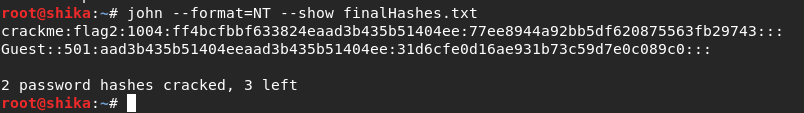 root@shika:~# john --format=NT --show finalHashes.txt
crackme:flag2:1004:ff4bcfbbf633824eaad3b435b51404ee:77ee8944a92bb5df620875563fb29743:::
Guest::501:aad3b435b51404eeaad3b435b51404ee:31d6cfe0d16ae931b73c59d7e0c089c0:::
2 password hashes cracked, 3 left
root@shika:~#